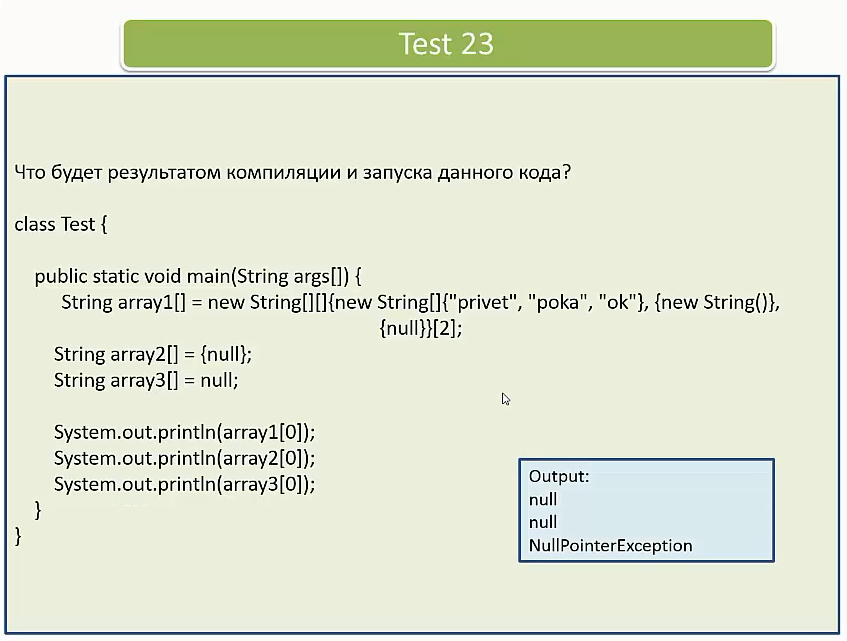 Test 23
Что будет результатом компиляции и запуска данного кода?
class Test {
public static void main(String args[]) {
String array1[] = new String[][]{new String[]{"privet", "poka", "ok"}, {new String()},
{null}}[2];
String array2[] = {null};
String array3[] = null;
System.out.println(array1[0]);
System.out.println(array2[0]);
System.out.println(array3[0]);
}
}
Output:
null
null
NullPointerException